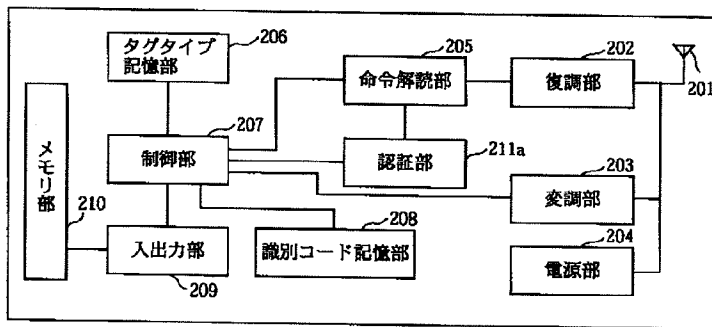 タグタイプ
記憶部
206
205
命令解読部
202
復調部
201
207
制御部
認証部
211a
メモリ部
210
203
変調部
208
識別コード記憶部
入出力部
209
204
電源部